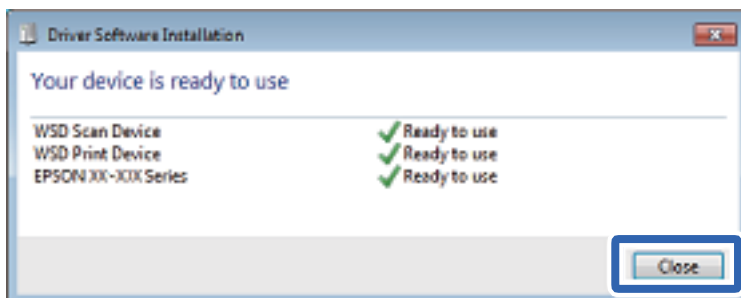 Driver Software Installation
Your device is ready to use
WSD Scan Device Ready to use
WSD Print Device Ready to use
EPSON XX-XXX Series Ready to use
Close